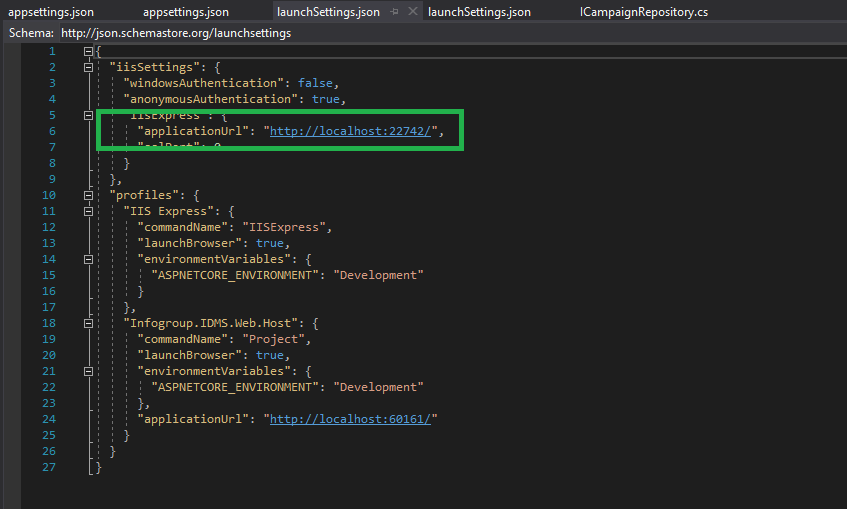 appsettings.json appsettings.json launchSettings.json launchSettings.json ICampaignRepository.cs
Schema: http://json.schemastore.org/launchsettings
1 {
2 "iisSettings": {
3 "windowsAuthentication": false,
4 "anonymousAuthentication": true,
5 "iisExpress": {
6 "applicationUrl": "http://localhost:22742/",
7 "sslPort": 0
8 }
9 },
10 "profiles": {
11 "IIS Express": {
12 "commandName": "IISExpress",
13 "launchBrowser": true,
14 "environmentVariables": {
15 "ASPNETCORE_ENVIRONMENT": "Development"
16 }
17 },
18 "Infogroup.IDMS.Web.Host": {
19 "commandName": "Project",
20 "launchBrowser": true,
21 "environmentVariables": {
22 "ASPNETCORE_ENVIRONMENT": "Development"
23 },
24 "applicationUrl": "http://localhost:60161/"
25 }
26 }
27 }